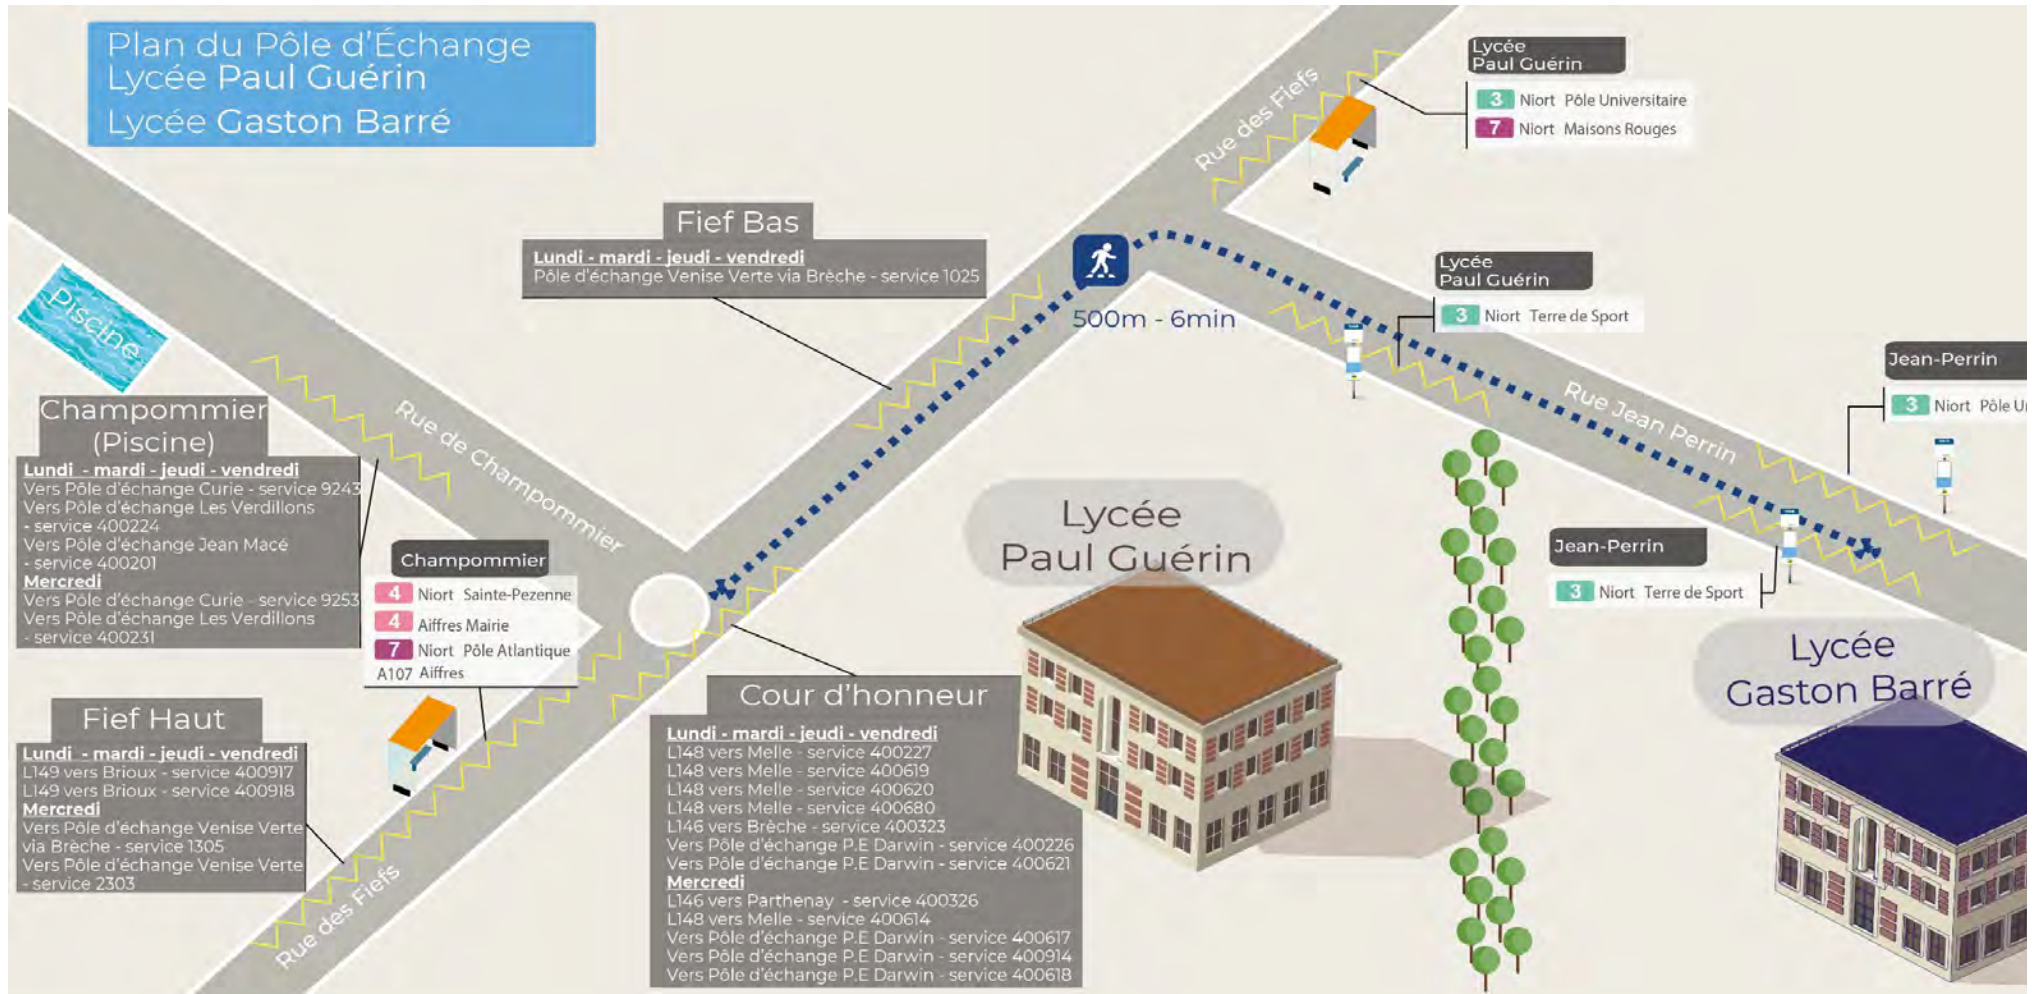 Plan du Pôle d'Échange
Lycée Paul Guérin
Lycée Gaston Barré
Rue des Fiefs
Lycée
Paul Guérin
3 Niort Pôle Universitaire
7 Niort Maisons Rouges
Fief Bas
Lundi - mardi - jeudi - vendredi
Pôle d'échange Venise Verte via Brèche - service 1025
500m - 6min
Lycée
Paul Guérin
3 Niort Terre de Sport
Piscine
Rue de Champommier
Rue Jean Perrin
Jean-Perrin
3 Niort Pôle
Champommier
(Piscine)
Lundi - mardi - jeudi - vendredi
Vers Pôle d'échange Curie - service 9243
Vers Pôle d'échange Les Verdillons
- service 400224
Vers Pôle d'échange Jean Macé
- service 400201
Mercredi
Vers Pôle d'échange Curie - service 9253
Vers Pôle d'échange Les Verdillons
- service 400231
Champommier
4 Niort Sainte-Pezenne
4 Aiffres Mairie
7 Niort Pôle Atlantique
A107 Aiffres
Lycée
Paul Guérin
Jean-Perrin
3 Niort Terre de Sport
Lycée
Gaston Barré
Fief Haut
Lundi - mardi - jeudi - vendredi
L149 vers Brioux - service 400917
L149 vers Brioux - service 400918
Mercredi
Vers Pôle d'échange Venise Verte
via Brèche - service 1305
Vers Pôle d'échange Venise Verte
- service 2303
Rue des Fiefs
Cour d'honneur
Lundi - mardi - jeudi - vendredi
L148 vers Melle - service 400227
L148 vers Melle - service 400619
L148 vers Melle - service 400620
L148 vers Melle - service 400680
L146 vers Brèche - service 400323
Vers Pôle d'échange P.E Darwin - service 400226
Vers Pôle d'échange P.E Darwin - service 400621
Mercredi
L146 vers Parthenay - service 400326
L148 vers Melle - service 400614
Vers Pôle d'échange P.E Darwin - service 400617
Vers Pôle d'échange P.E Darwin - service 400914
Vers Pôle d'échange P.E Darwin - service 400618